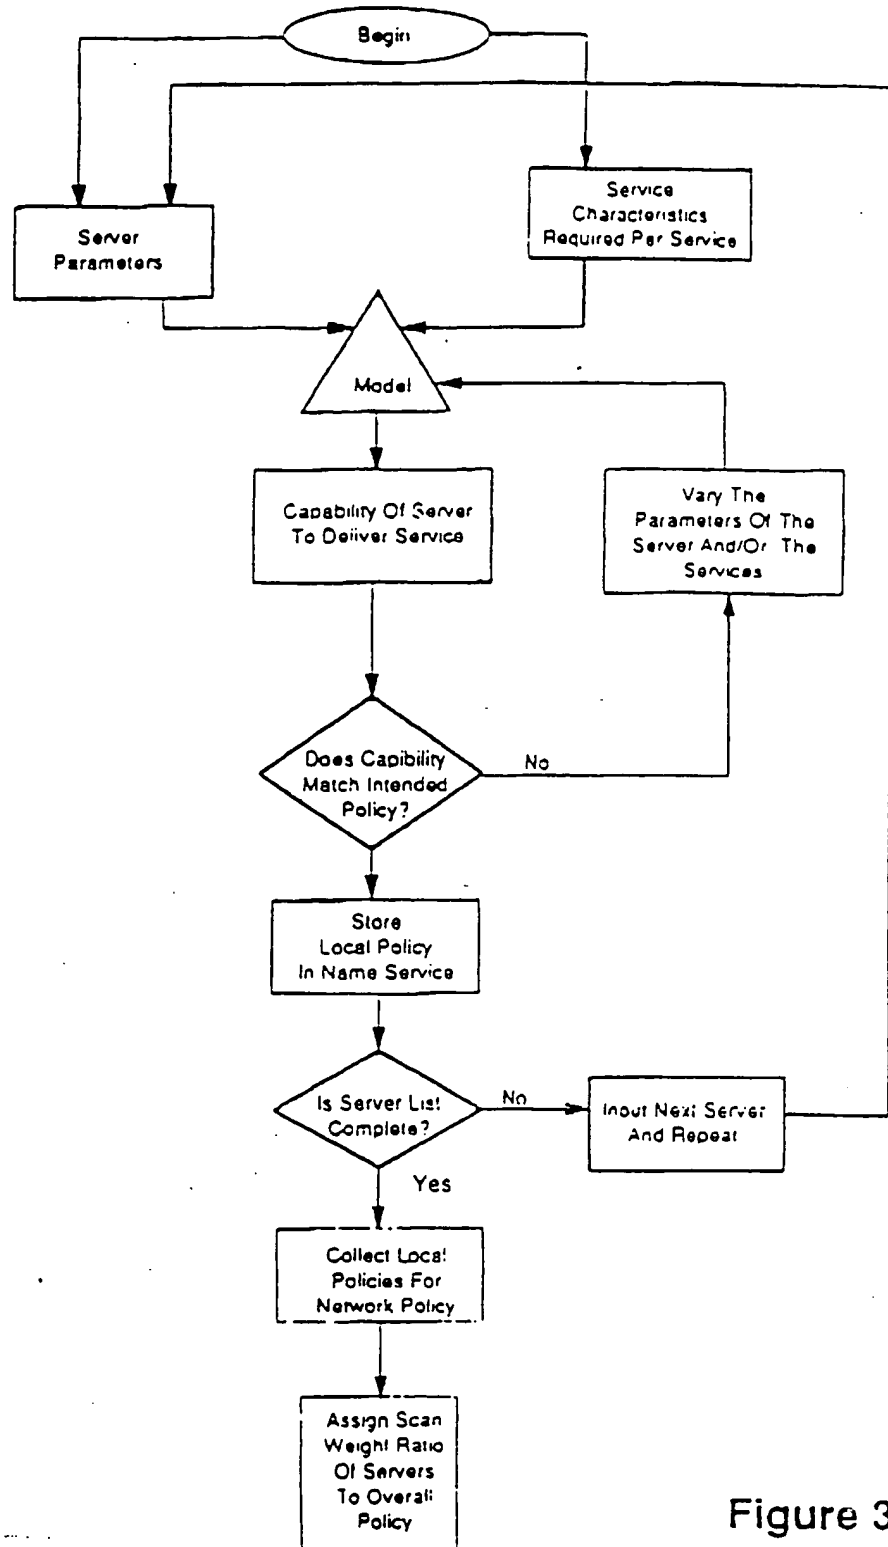 Begin
Server
Parameters
Service
Characteristics
Required Per Service
Model
Capability Of Server
To Deliver Service
Vary The
Parameters Of The
Server And/Or The
Services
Does Capibility
Match Intended
Policy?
No
Store
Local Policy
In Name Service
Is Server List
Complete?
No
Input Next Server
And Repeat
Yes
Collect Local
Policies For
Network Policy
Assign Scan
Weight Ratio
Of Servers
To Overall
Policy
Figure 3